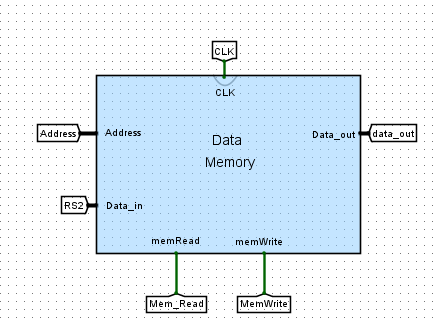 CLK
CLK
Address
Address
Data_out
data_out
Data
Memory
RS2
Data_in
memRead
memWrite
Mem_Read
MemWrite